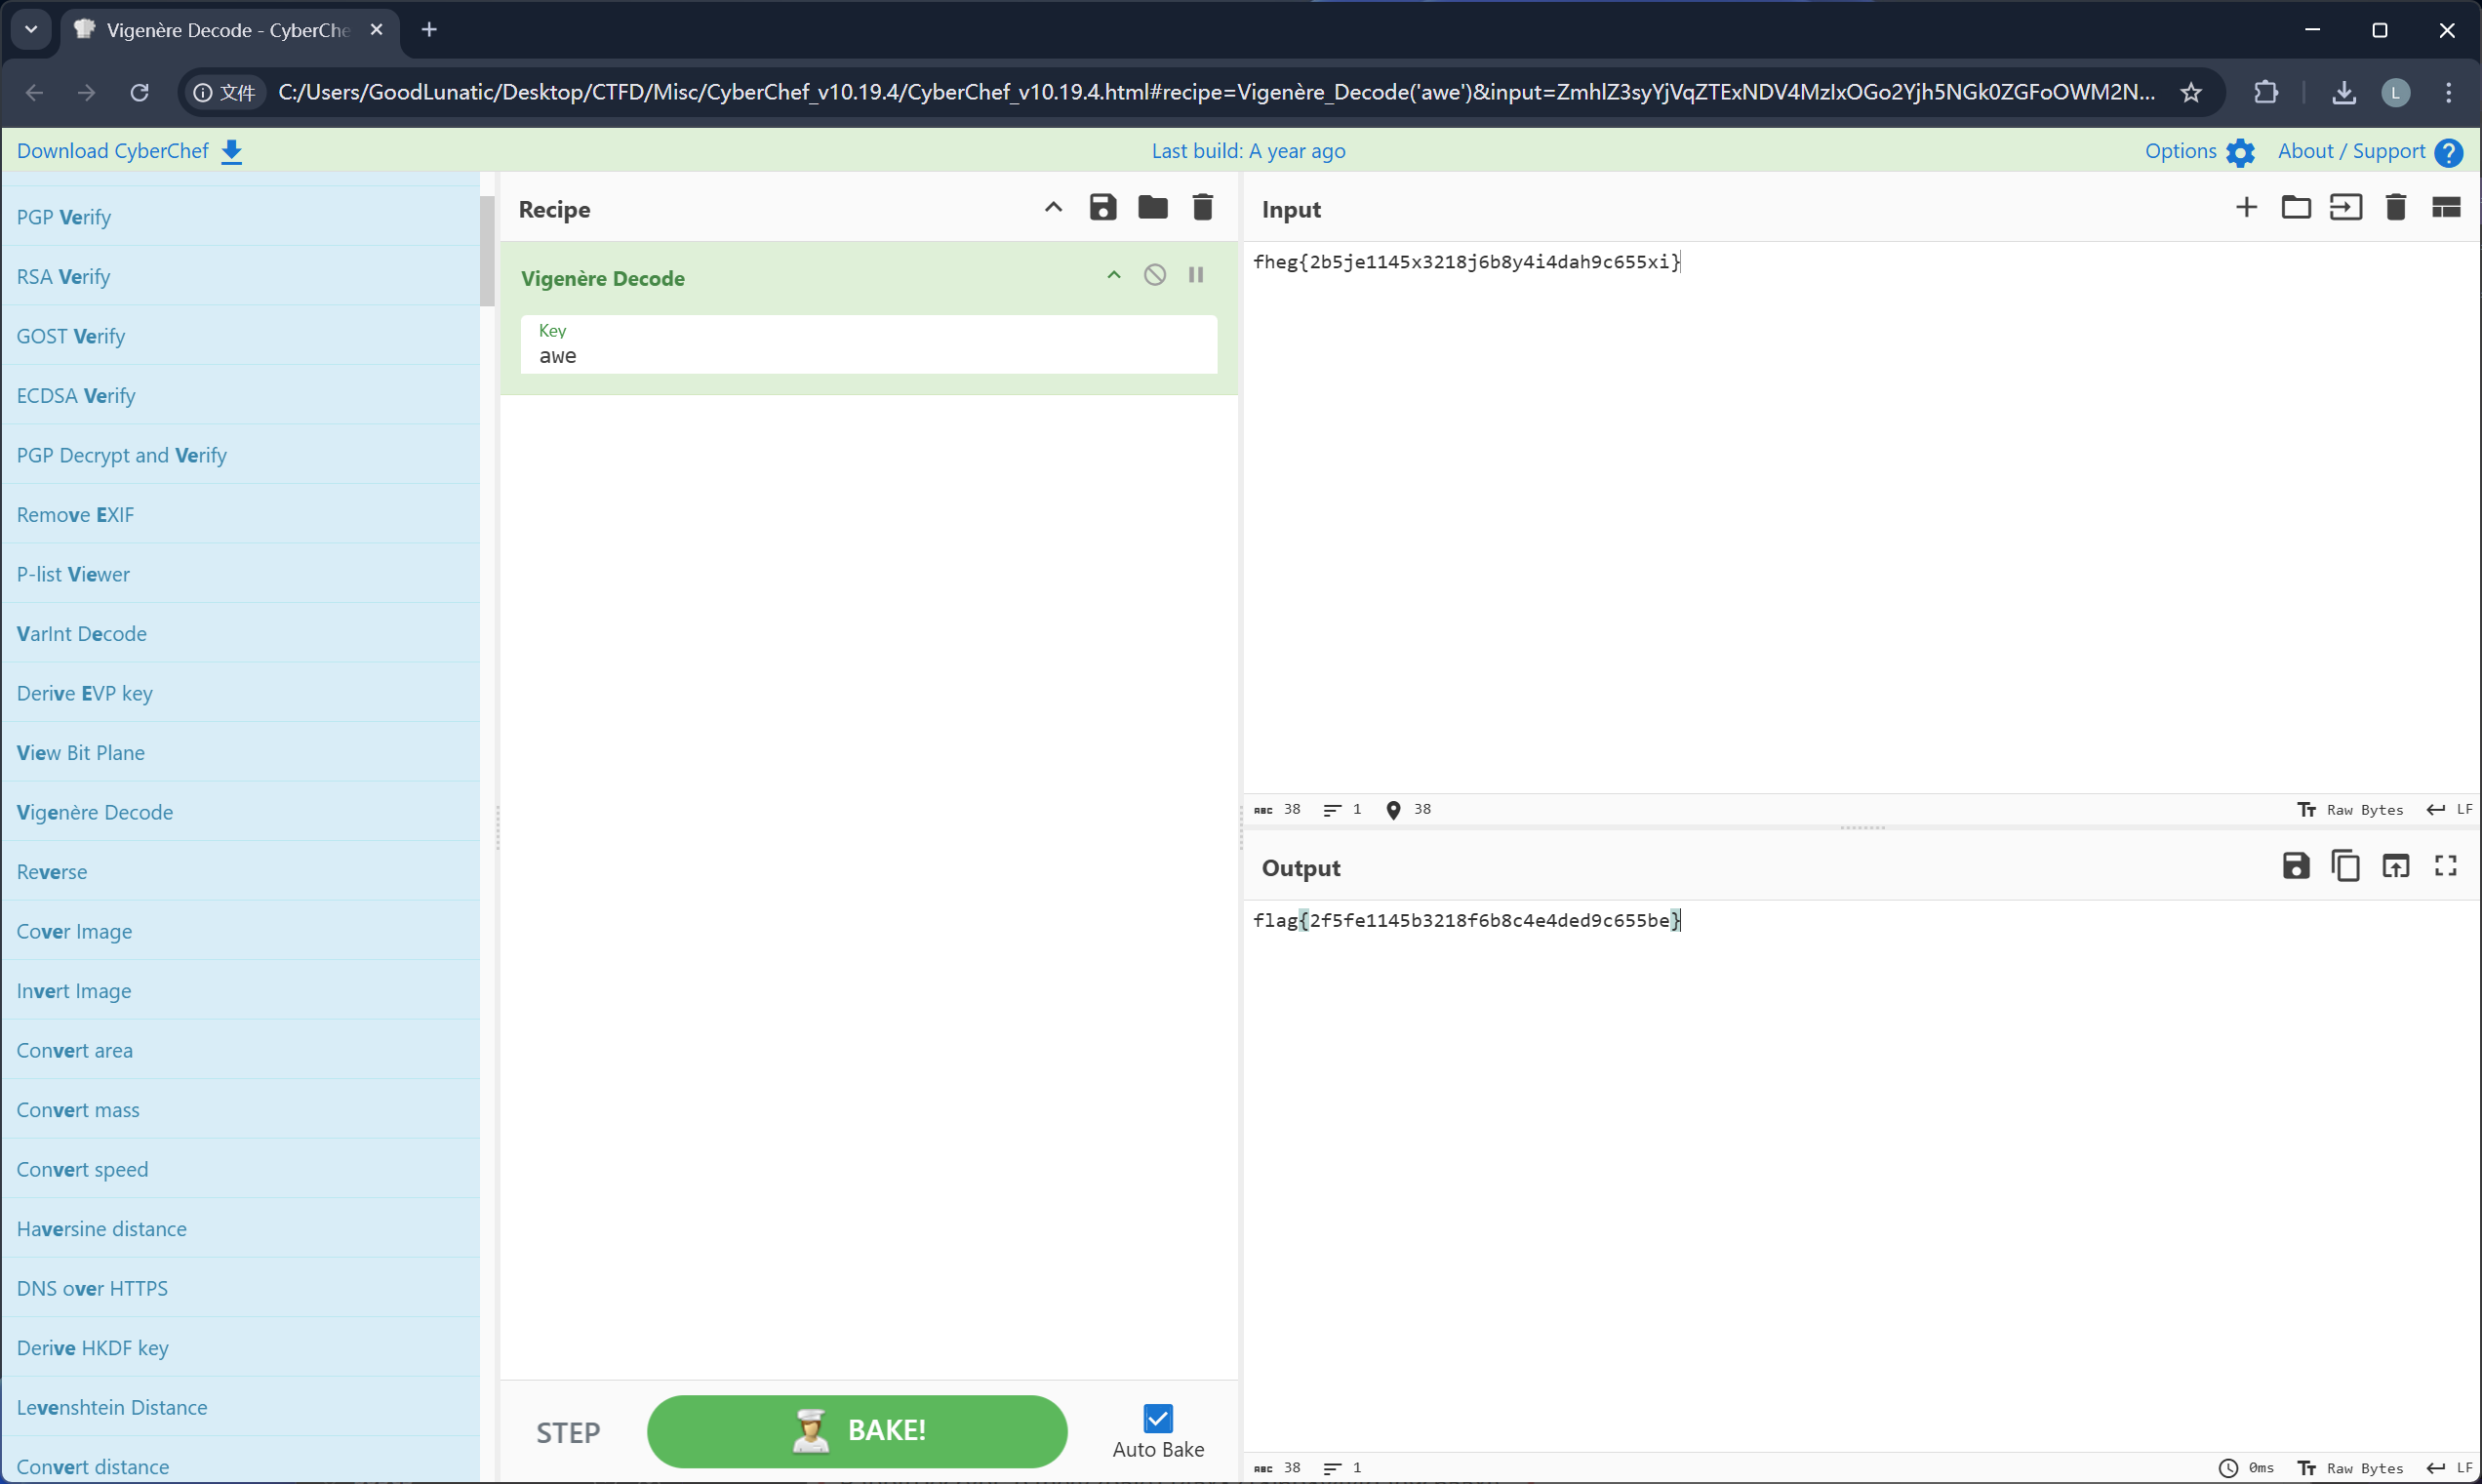 Vigenère Decode - CyberChe
文件
C:/Users/GoodLunatic/Desktop/CTFD/Misc/CyberChef_v10.19.4/CyberChef_v10.19.4.html#recipe=Vigenère_Decode('awe')&input=ZmhlZ3syYjVqZTExNDV4MzIxOGo2Yjh5NGk0ZGFoOWM2N...
L
Download CyberChef
Last build: A year ago
Options
About / Support
PGP Verify
RSA Verify
GOST Verify
ECDSA Verify
PGP Decrypt and Verify
Remove EXIF
P-list Viewer
VarInt Decode
Derive EVP key
View Bit Plane
Vigenère Decode
Reverse
Cover Image
Invert Image
Convert area
Convert mass
Convert speed
Haversine distance
DNS over HTTPS
Derive HKDF key
Levenshtein Distance
Convert distance
Recipe
Vigenère Decode
Key
awe
STEP
BAKE!
Auto Bake
Input
fheg{2b5je1145x3218j6b8y4i4dah9c655xi}
ABC 38
1
38
Tт Raw Bytes
LF
Output
flag{2f5fe1145b3218f6b8c4e4ded9c655be}
ABC 38
1
0ms
Tт Raw Bytes
LF